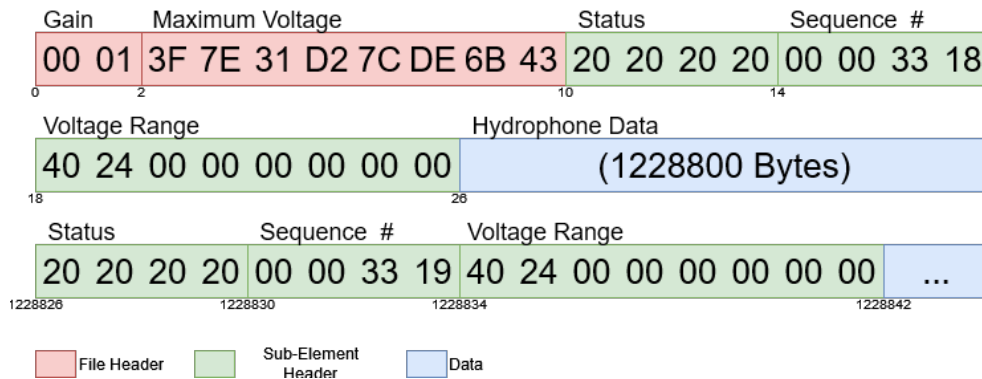 Gain Maximum Voltage Status Sequence #
00 01 3F 7E 31 D2 7C DE 6B 43 20 20 20 20 00 00 33 18
0 2 10 14
Voltage Range Hydrophone Data
40 24 00 00 00 00 00 00 (1228800 Bytes)
18 26
Status Sequence # Voltage Range
20 20 20 20 00 00 33 19 40 24 00 00 00 00 00 00 ...
1228826 1228830 1228834 1228842
File Header Sub-Element Header Data